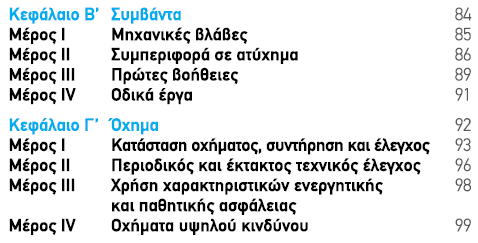 Κεφάλαιο Β’ Συμβάντα 84
Μέρος Ι Μηχανικές βλάβες 85
Μέρος ΙΙ Συμπεριφορά σε ατύχημα 86
Μέρος ΙΙΙ Πρώτες βοήθειες 89
Μέρος IV Οδικά έργα 91
Κεφάλαιο Γ’ Όχημα 92
Μέρος Ι Κατάσταση οχήματος, συντήρηση και έλεγχος 93
Μέρος ΙΙ Περιοδικός και έκτακτος τεχνικός έλεγχος 96
Μέρος ΙΙΙ Χρήση χαρακτηριστικών ενεργητικής 98
και παθητικής ασφάλειας
Μέρος IV Οχήματα υψηλού κινδύνου 99